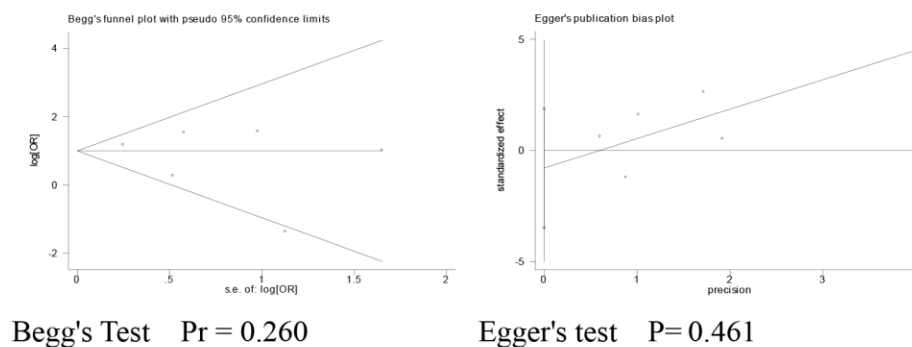 Begg's funnel plot with pseudo 95% confidence limits
log[OR]
4
2
0
-2
0 .5 1 1.5 2
s.e. of: log[OR]
Begg's Test Pr = 0.260
Egger's publication bias plot
standardized effect
5
0
-5
0 1 2 3
precision
Egger's test P= 0.461